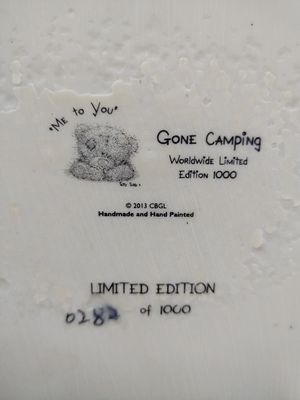 "Me to You"
Gone Camping
Worldwide Limited
Edition 1000
© 2013 CBGL
Handmade and Hand Painted
LIMITED EDITION
0282 of 1000